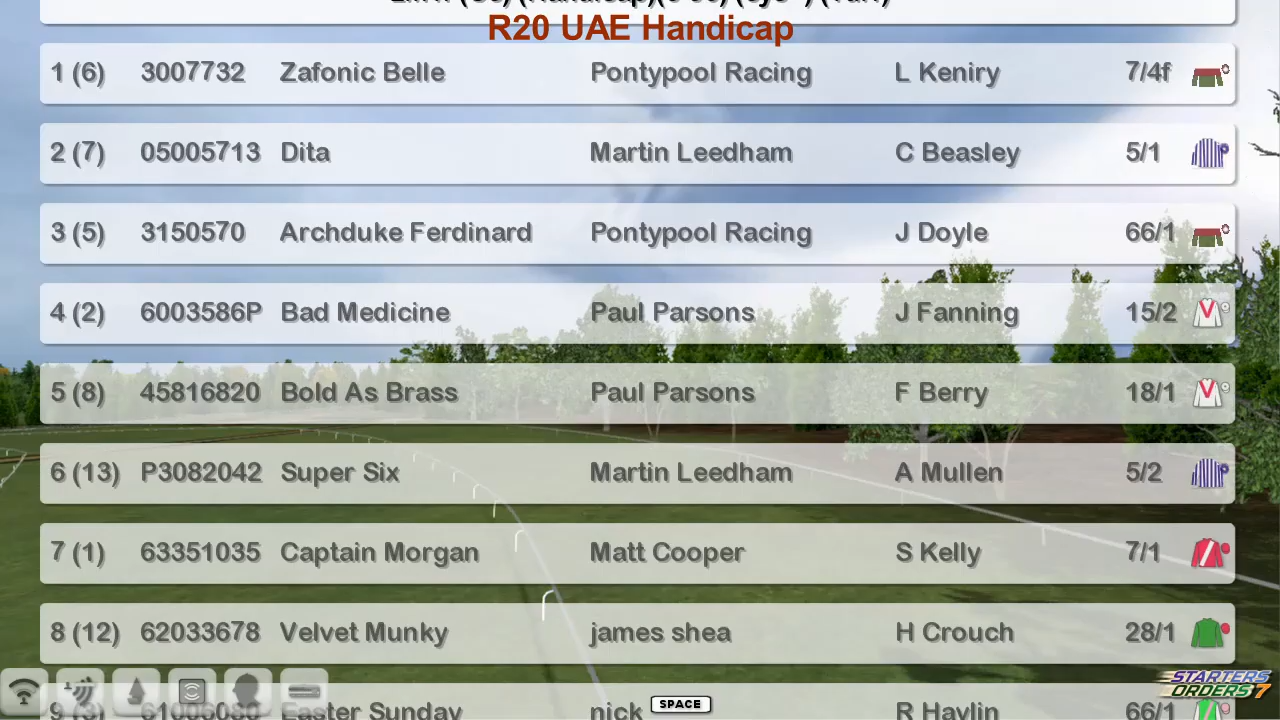 R20 UAE Handicap
1 (6) 3007732 Zafonic Belle Pontypool Racing L Keniry 7/4f
2 (7) 05005713 Dita Martin Leedham C Beasley 5/1
3 (5) 3150570 Archduke Ferdinard Pontypool Racing J Doyle 66/1
4 (2) 6003586P Bad Medicine Paul Parsons J Fanning 15/2
5 (8) 45816820 Bold As Brass Paul Parsons F Berry 18/1
6 (13) P3082042 Super Six Martin Leedham A Mullen 5/2
7 (1) 63351035 Captain Morgan Matt Cooper S Kelly 7/1
8 (12) 62033678 Velvet Munky james shea H Crouch 28/1
9 (3) 61006080 Easter Sunday nick R Havlin 66/1
SPACE
STARTERS
ORDERS 7